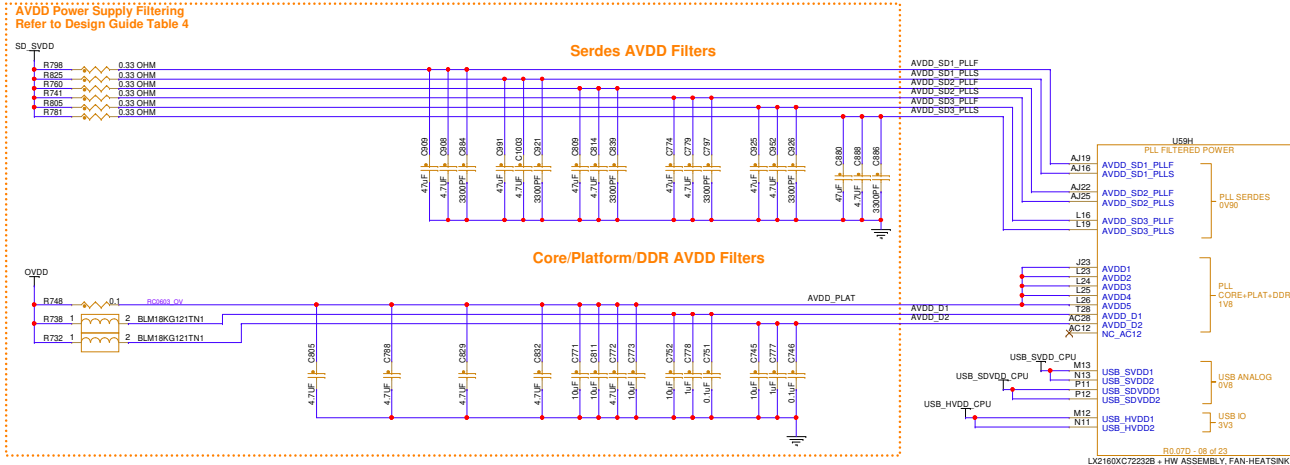 AVDD Power Supply Filtering
Refer to Design Guide Table 4
SD_SVDD
Serdes AVDD Filters
R798 0.33 OHM AVDD_SD1_PLLF
R825 0.33 OHM AVDD_SD1_PLLS
R760 0.33 OHM AVDD_SD2_PLLF
R741 0.33 OHM AVDD_SD2_PLLS
R805 0.33 OHM AVDD_SD3_PLLF
R781 0.33 OHM AVDD_SD3_PLLS
C909 47uF
C908 4.7UF
C884 3300PF
C991 47uF
C1003 4.7UF
C921 3300PF
C809 47uF
C814 4.7UF
C839 3300PF
C774 47uF
C779 4.7UF
C797 3300PF
C925 47uF
C952 4.7UF
C926 3300PF
C880 47uF
C888 4.7UF
C886 3300PF
U59H
PLL FILTERED POWER
AJ19 AVDD_SD1_PLLF
AJ16 AVDD_SD1_PLLS
AJ22 AVDD_SD2_PLLF
AJ25 AVDD_SD2_PLLS
L16 AVDD_SD3_PLLF
L19 AVDD_SD3_PLLS
PLL SERDES
0V90
Core/Platform/DDR AVDD Filters
OVDD
R748 0.1 RC0603_OV AVDD_PLAT
R738 1 2 BLM18KG121TN1 AVDD_D1
R732 1 2 BLM18KG121TN1 AVDD_D2
C805 4.7UF
C788 4.7UF
C829 4.7UF
C832 4.7UF
C771 10uF
C811 10uF
C772 10uF
C773 10uF
C752 10uF
C778 1uF
C751 0.1uF
C745 10uF
C777 1uF
C746 0.1uF
J23 AVDD1
L23 AVDD2
L24 AVDD3
L25 AVDD4
L26 AVDD5
T28 AVDD_D1
AC28 AVDD_D2
AC12 NC_AC12
PLL
CORE+PLAT+DDR
1V8
USB_SVDD_CPU
M13 USB_SVDD1
N13 USB_SVDD2
USB_SDVDD_CPU
P11 USB_SDVDD1
P12 USB_SDVDD2
USB ANALOG
0V8
USB_HVDD_CPU
M12 USB_HVDD1
N11 USB_HVDD2
USB IO
3V3
R0.07D - 08 of 23
LX2160XC72232B + HW ASSEMBLY, FAN-HEATSINK